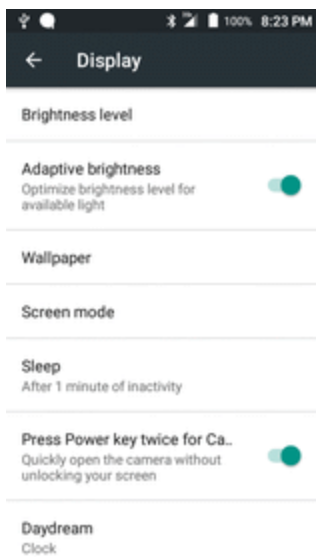 100% 8:23 PM
Display
Brightness level
Adaptive brightness
Optimize brightness level for
available light
Wallpaper
Screen mode
Sleep
After 1 minute of inactivity
Press Power key twice for Ca..
Quickly open the camera without
unlocking your screen
Daydream
Clock